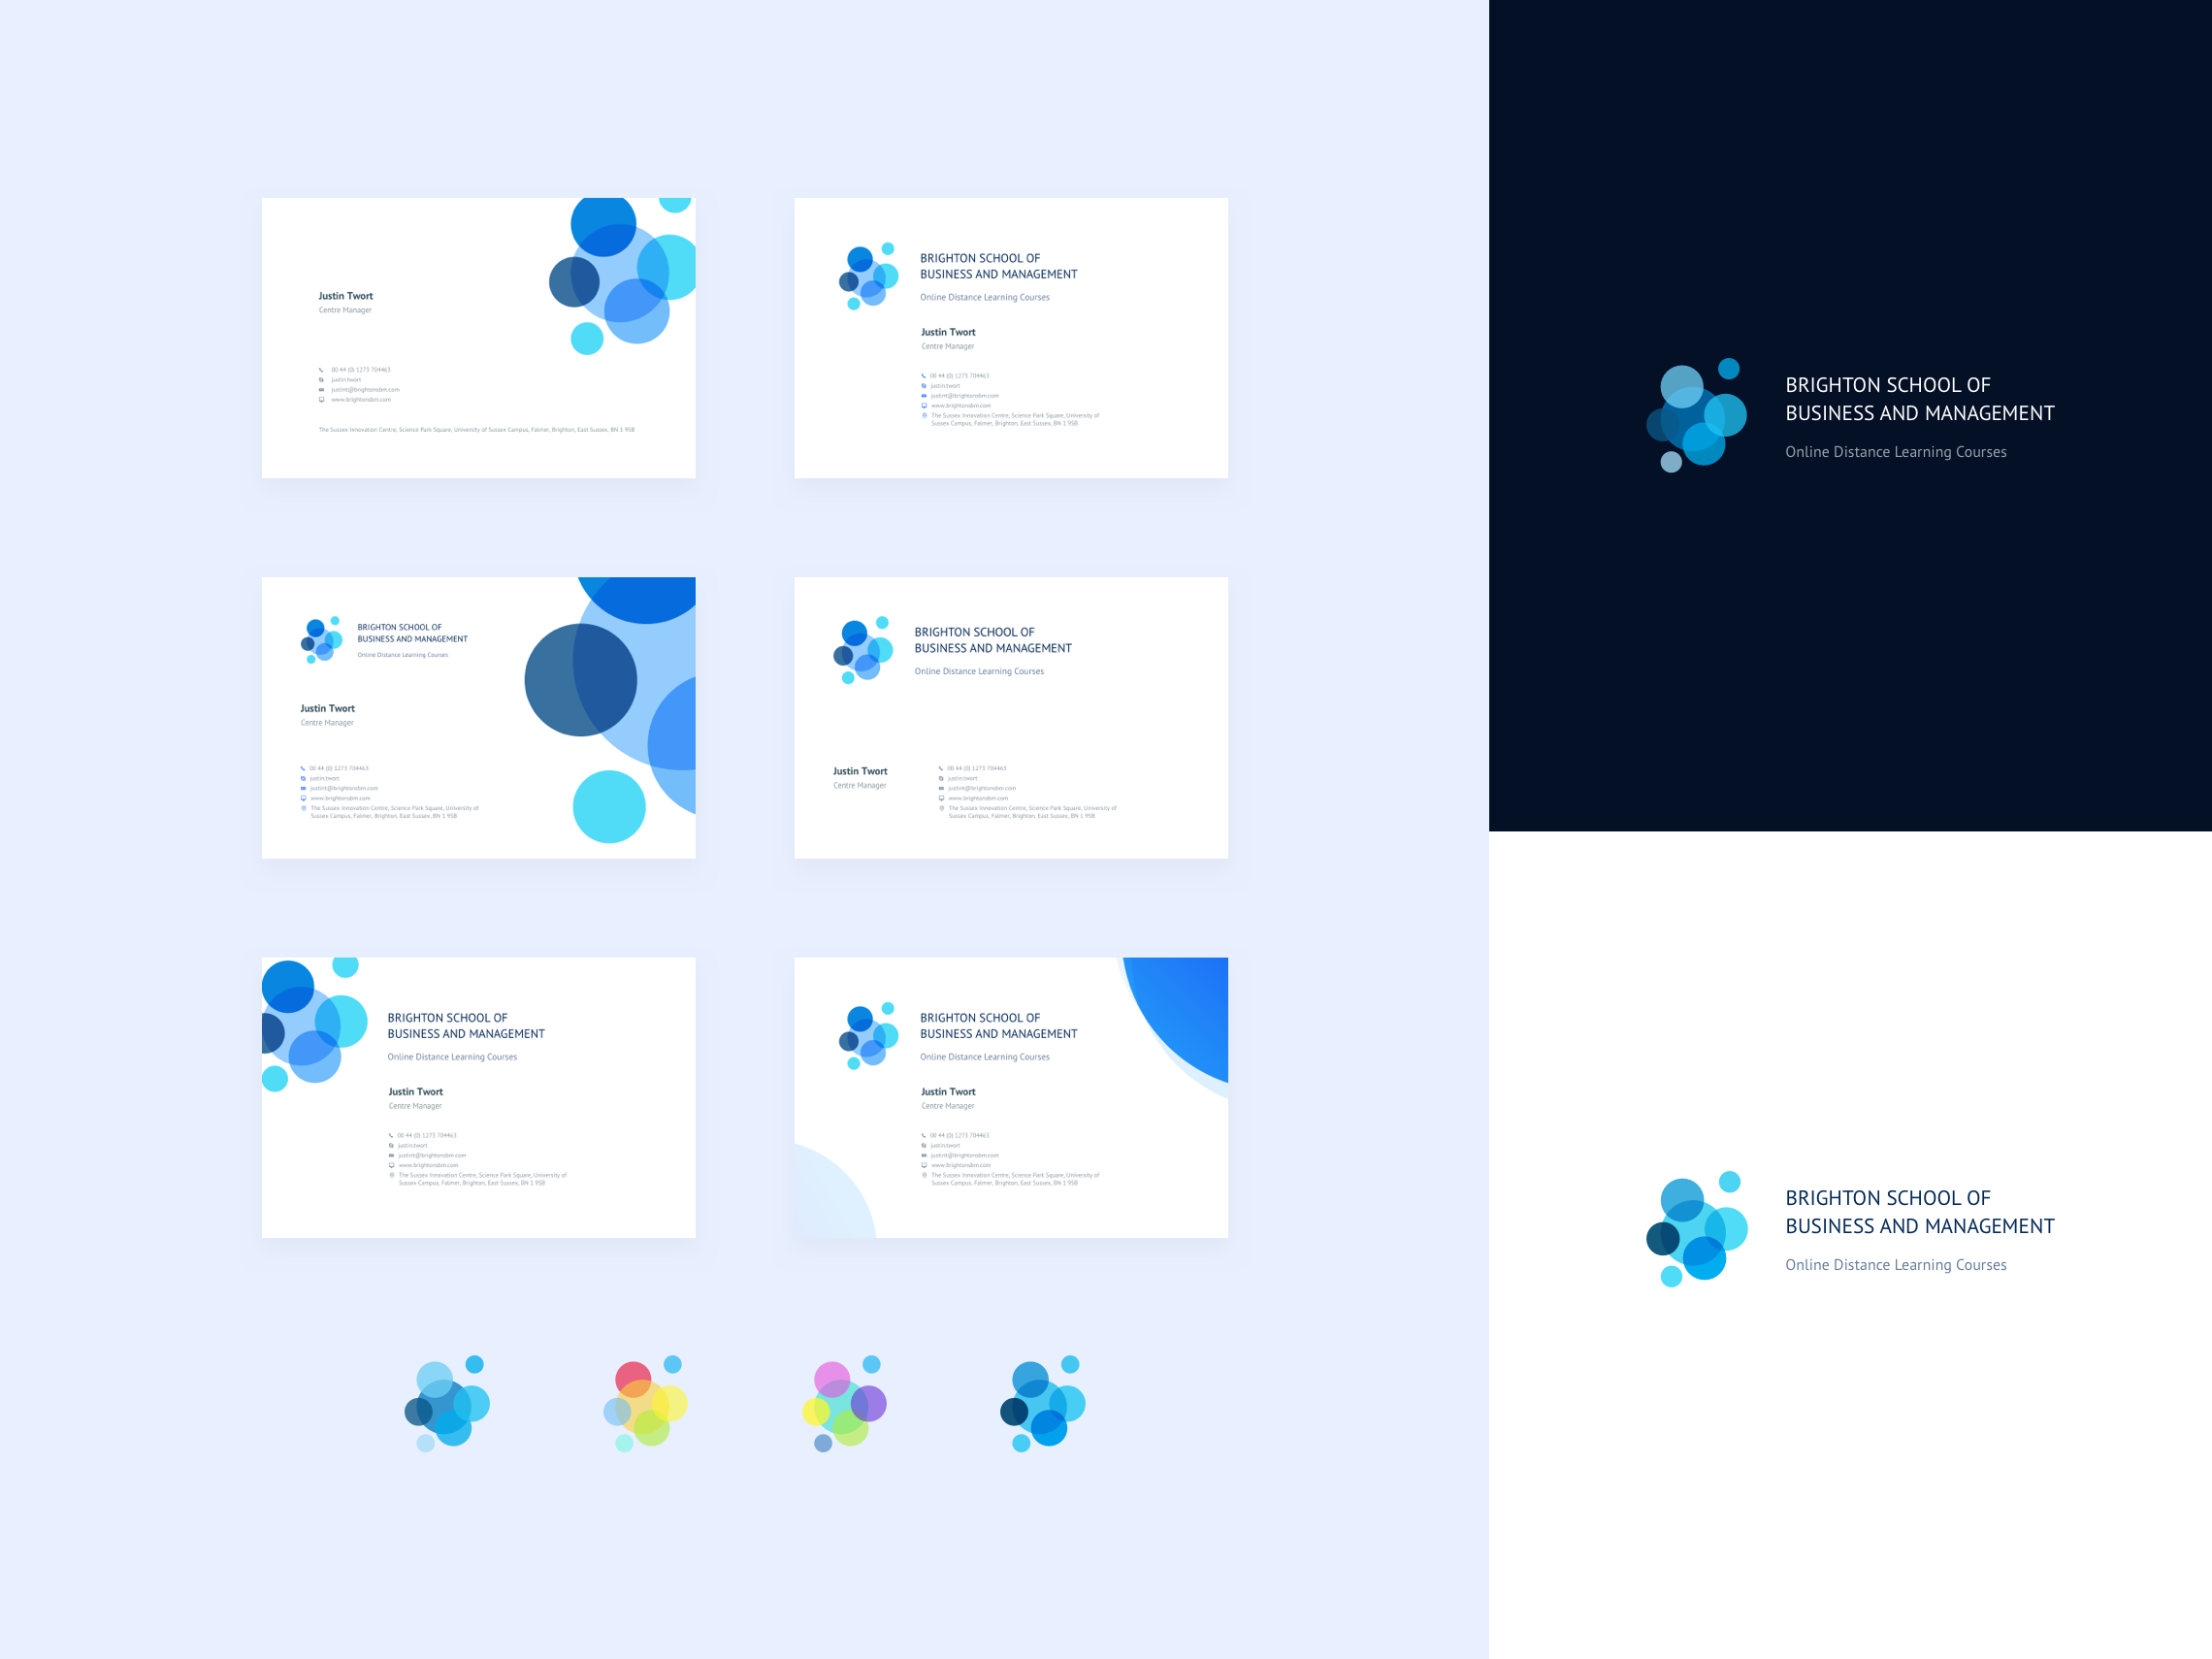 Justin Twort
Centre Manager
00 44 (0) 1273 704463
justin.twort
justint@brightonsbm.com
www.brightonsbm.com
The Sussex Innovation Centre, Science Park Square, University of Sussex Campus, Falmer, Brighton, East Sussex, BN 1 9SB
BRIGHTON SCHOOL OF
BUSINESS AND MANAGEMENT
Online Distance Learning Courses
Justin Twort
Centre Manager
00 44 (0) 1273 704463
justin.twort
justint@brightonsbm.com
www.brightonsbm.com
The Sussex Innovation Centre, Science Park Square, University of
Sussex Campus, Falmer, Brighton, East Sussex, BN 1 9SB
BRIGHTON SCHOOL OF
BUSINESS AND MANAGEMENT
Online Distance Learning Courses
Justin Twort
Centre Manager
00 44 (0) 1273 704463
justin.twort
justint@brightonsbm.com
www.brightonsbm.com
The Sussex Innovation Centre, Science Park Square, University of
Sussex Campus, Falmer, Brighton, East Sussex, BN 1 9SB
BRIGHTON SCHOOL OF
BUSINESS AND MANAGEMENT
Online Distance Learning Courses
Justin Twort
Centre Manager
00 44 (0) 1273 704463
justin.twort
justint@brightonsbm.com
www.brightonsbm.com
The Sussex Innovation Centre, Science Park Square, University of
Sussex Campus, Falmer, Brighton, East Sussex, BN 1 9SB
BRIGHTON SCHOOL OF
BUSINESS AND MANAGEMENT
Online Distance Learning Courses
Justin Twort
Centre Manager
00 44 (0) 1273 704463
justin.twort
justint@brightonsbm.com
www.brightonsbm.com
The Sussex Innovation Centre, Science Park Square, University of
Sussex Campus, Falmer, Brighton, East Sussex, BN 1 9SB
BRIGHTON SCHOOL OF
BUSINESS AND MANAGEMENT
Online Distance Learning Courses
Justin Twort
Centre Manager
00 44 (0) 1273 704463
justin.twort
justint@brightonsbm.com
www.brightonsbm.com
The Sussex Innovation Centre, Science Park Square, University of
Sussex Campus, Falmer, Brighton, East Sussex, BN 1 9SB
BRIGHTON SCHOOL OF
BUSINESS AND MANAGEMENT
Online Distance Learning Courses
BRIGHTON SCHOOL OF
BUSINESS AND MANAGEMENT
Online Distance Learning Courses